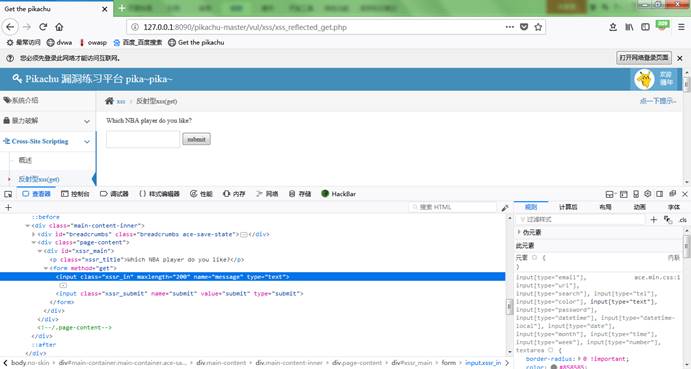 Get the pikachu
127.0.0.1:8090/pikachu-master/vul/xss/xss_reflected_get.php
最常访问 dvwa owasp 百度_百度搜索 Get the pikachu
您必须先登录此网络才能访问互联网。 打开网络登录页面
Pikachu 漏洞练习平台 pika~pika~ 欢迎
骚年
系统介绍 xss 反射型xss(get) 点一下提示~
暴力破解
Which NBA player do you like?
Cross-Site Scripting
submit
概述
反射型xss(get)
查看器 控制台 调试器 {} 样式编辑器 性能 内存 网络 存储 HackBar
+ 搜索 HTML 规则 计算后 布局 动画 字体
过滤样式 + .cls
::before
<div class="main-content-inner">
<div id="breadcrumbs" class="breadcrumbs ace-save-state"></div>
<div class="page-content">
<div id="xssr_main">
<p class="xssr_title">Which NBA player do you like?</p>
<form method="get">
<input class="xssr_in" maxlength="200" name="message" type="text">
<input class="xssr_submit" name="submit" value="submit" type="submit">
</form>
</div>
</div>
<!--/.page-content-->
</div>
::after
</div>
body.no-skin div#main-container.main-container.ace-sa... div.main-content div.main-content-inner div.page-content div#xssr_main form input.xssr_in
伪元素
此元素
元素 { 内联
}
input[type="email"], ace.min.css:1
input[type="url"],
input[type="search"], input[type="tel"],
input[type="color"], input[type="text"],
input[type="password"],
input[type="datetime"], input[type="datetime-
local"], input[type="date"],
input[type="month"], input[type="time"],
input[type="week"], input[type="number"],
textarea {
border-radius: 0 !important;
color: #858585;